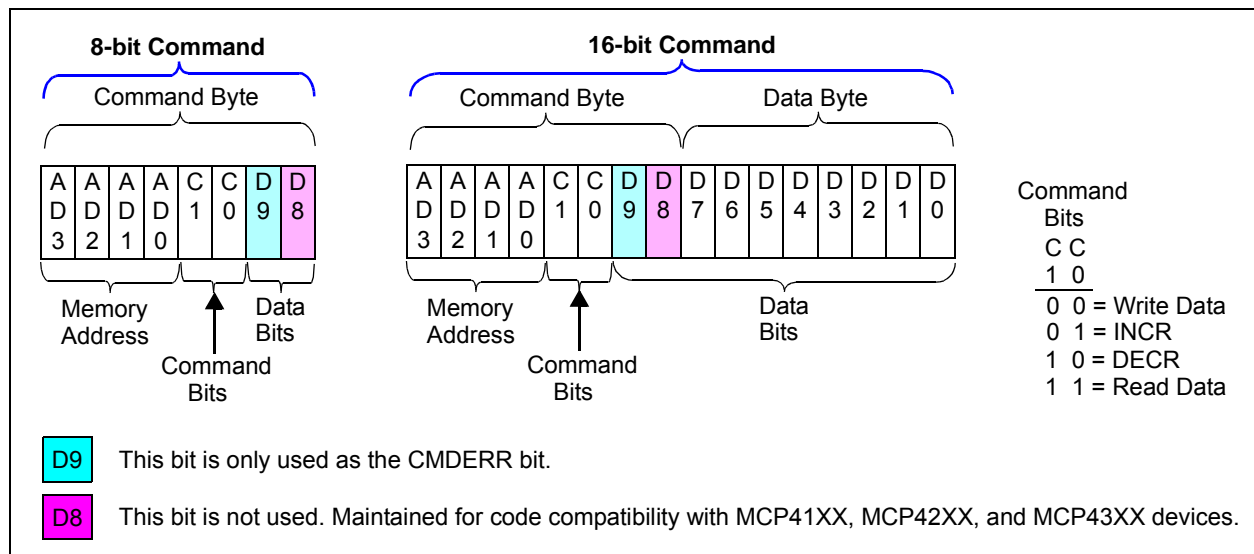 8-bit Command
16-bit Command
Command Byte
Command Byte
Data Byte
A A A A C C D D
D D D D 1 0 9 8
3 2 1 0
A A A A C C D D D D D D D D D D
D D D D 1 0 9 8 7 6 5 4 3 2 1 0
3 2 1 0
Memory
Address
Data
Bits
Command
Bits
Memory
Address
Data
Bits
Command
Bits
Command
Bits
C C
1 0
0 0 = Write Data
0 1 = INCR
1 0 = DECR
1 1 = Read Data
D9 This bit is only used as the CMDERR bit.
D8 This bit is not used. Maintained for code compatibility with MCP41XX, MCP42XX, and MCP43XX devices.